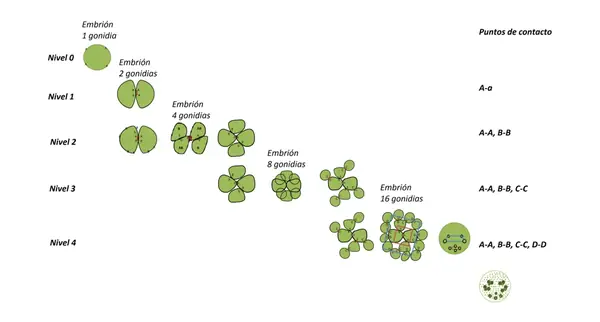 Embrión
1 gonidia
Puntos de contacto
Nivel 0
Embrión
2 gonidias
A-a
Nivel 1
Embrión
4 gonidias
Nivel 2
A-A, B-B
Embrión
8 gonidias
Nivel 3
Embrión
16 gonidias
A-A, B-B, C-C
Nivel 4
A-A, B-B, C-C, D-D